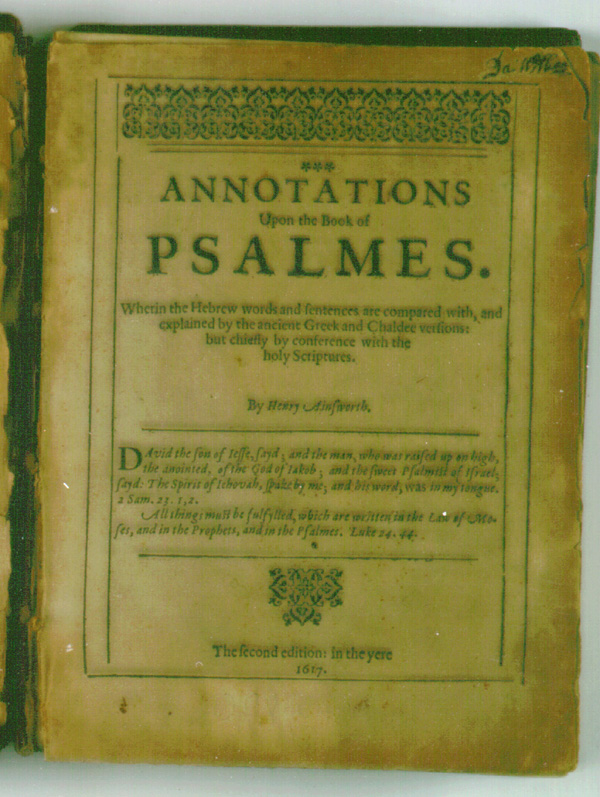 ***
ANNOTATIONS
Upon the Book of
PSALMES.
Wherin the Hebrew words and ſentences are compared with, and
explained by the ancient Greek and Chaldee verſions:
but chiefly by conference with the
holy Scriptures.
By Henry Ainſworth.
DAvid the ſon of Ieſſe, ſayd; and the man, who was raiſed up on high,
the anointed, of the God of Iakob; and the ſweet Pſalmiſt of Iſrael;
ſayd: The Spirit of Iehovah, ſpake by me; and his word, was in my tongue.
2 Sam. 23. 1,2.
All things muſt be fulfylled, which are written in the Law of Mo-
ſes, and in the Prophets, and in the Pſalmes. Luke 24. 44.
The ſecond edition: in the yere
1617.